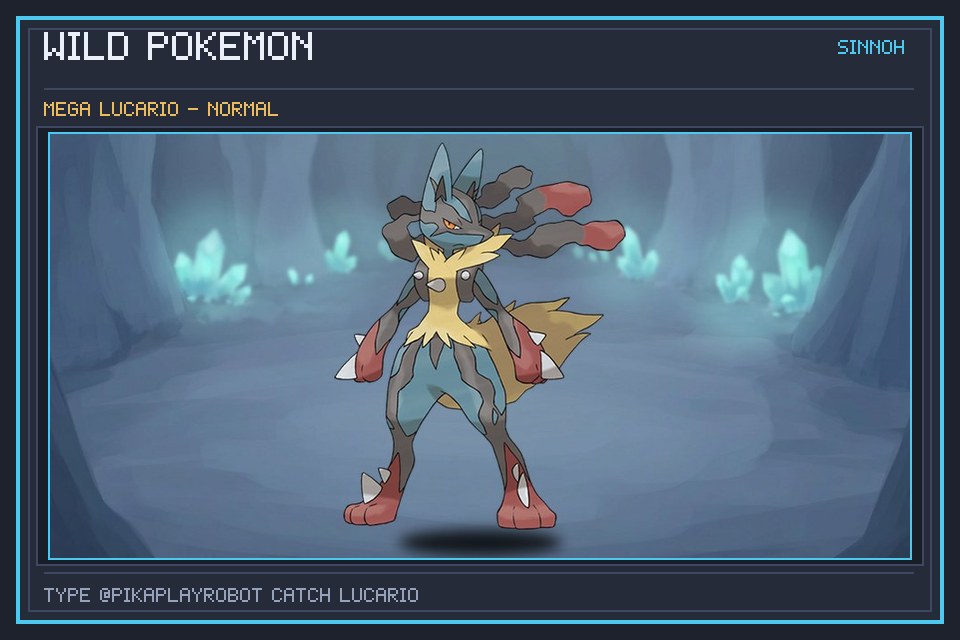 WILD POKEMON
SINNOH
MEGA LUCARIO - NORMAL
TYPE @PIKAPLAYROBOT CATCH LUCARIO